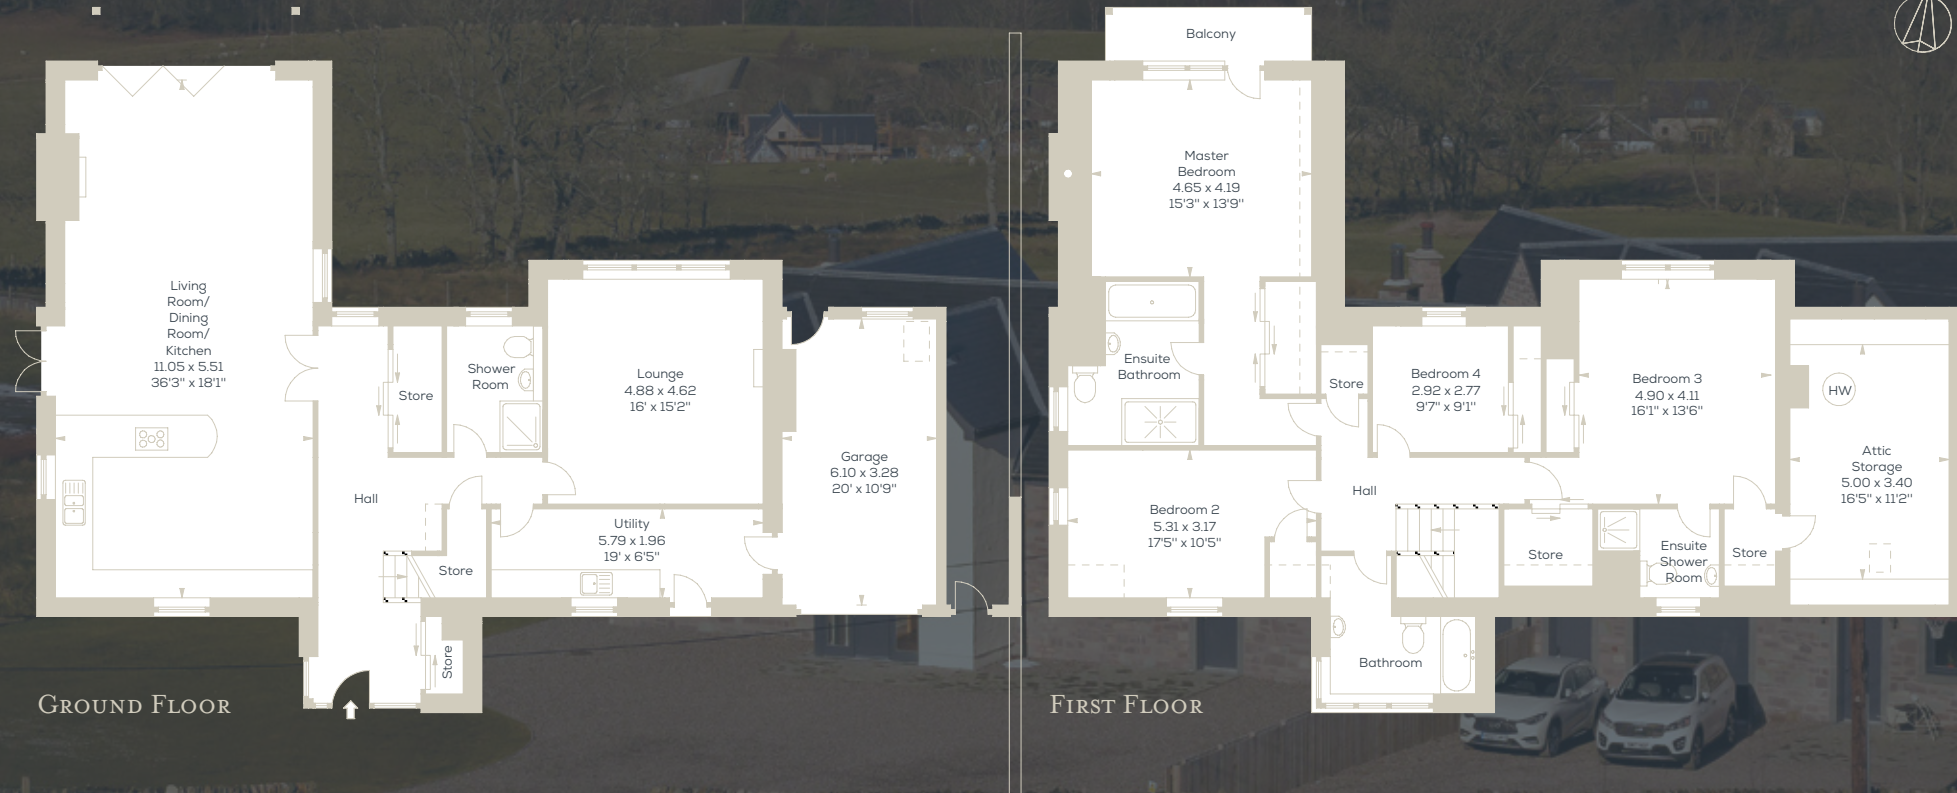 Living
Room/
Dining
Room/
Kitchen
11.05 x 5.51
36'3" x 18'1"
Store
Shower
Room
Lounge
4.88 x 4.62
16' x 15'2"
Garage
6.10 x 3.28
20' x 10'9"
Hall
Utility
5.79 x 1.96
19' x 6'5"
Store
Store
GROUND FLOOR
Balcony
Master
Bedroom
4.65 x 4.19
15'3" x 13'9"
Ensuite
Bathroom
Store
Bedroom 4
2.92 x 2.77
9'7" x 9'1"
Bedroom 3
4.90 x 4.11
16'1" x 13'6"
HW
Attic
Storage
5.00 x 3.40
16'5" x 11'2"
Hall
Bedroom 2
5.31 x 3.17
17'5" x 10'5"
Store
Ensuite
Shower
Room
Store
Bathroom
FIRST FLOOR